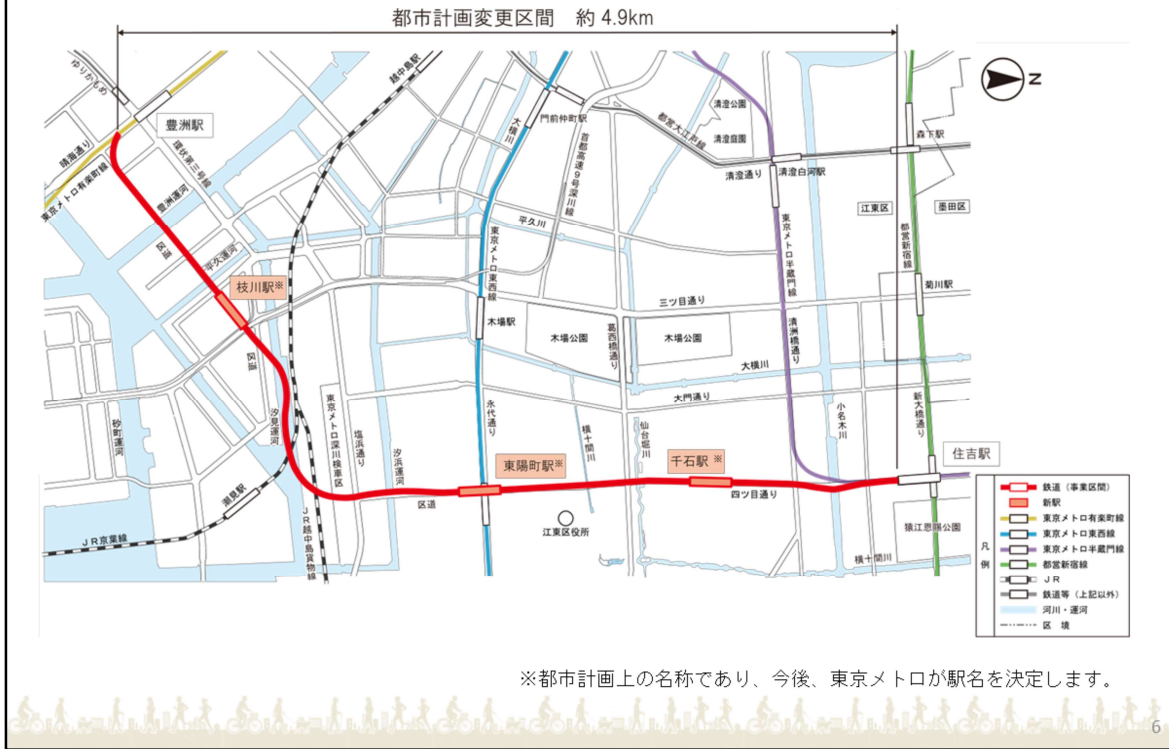 都市計画変更区間　約 4.9km
N
ゆりかもめ
豊洲駅
晴海通り
東京メトロ有楽町線
環状第三号線
豊洲運河
区道
平久運河
枝川駅※
区道
砂町運河
汐見運河
潮見駅
JR京葉線
JR越中島貨物線
東京メトロ深川検車区
塩浜通り
汐浜運河
区道
越中島駅
大横川
門前仲町駅
首都高速9号深川線
都営大江戸線
平久川
東京メトロ東西線
木場駅
永代通り
東陽町駅※
江東区役所
横十間川
木場公園
葛西橋通り
木場公園
三ツ目通り
大横川
大門通り
仙台堀川
千石駅 ※
四ツ目通り
清澄公園
清澄庭園
清澄通り
清澄白河駅
東京メトロ半蔵門線
清洲橋通り
小名木川
江東区
墨田区
森下駅
都営新宿線
菊川駅
新大橋通り
住吉駅
猿江恩賜公園
横十間川
凡例
鉄道（事業区間）
新駅
東京メトロ有楽町線
東京メトロ東西線
東京メトロ半蔵門線
都営新宿線
ＪＲ
鉄道等（上記以外）
河川・運河
区 境
※都市計画上の名称であり、今後、東京メトロが駅名を決定します。
6